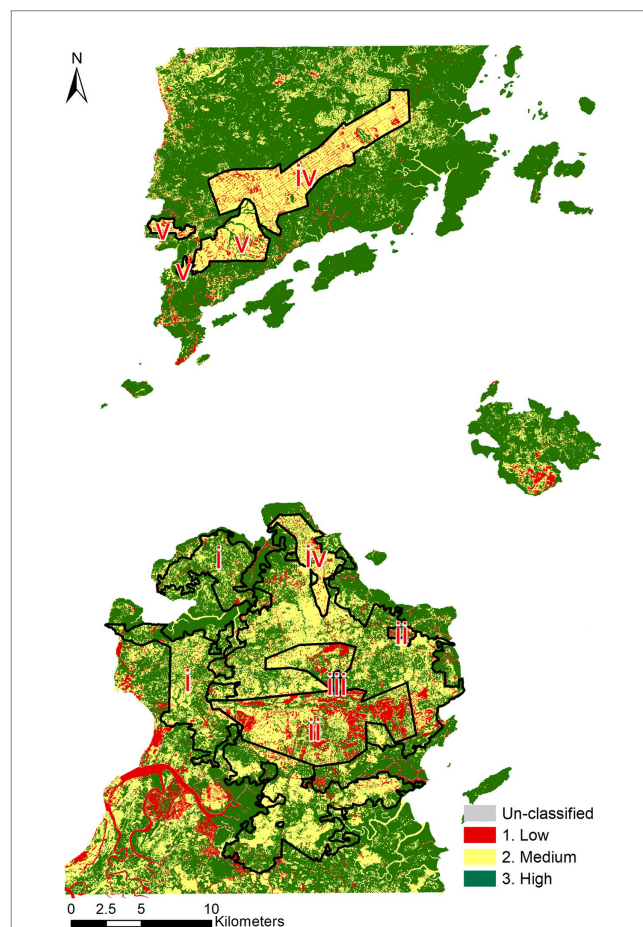 N
iv
v
v
v
iv
i
ii
i
iii
ii
Un-classified
1. Low
2. Medium
3. High
0 2.5 5 10
Kilometers